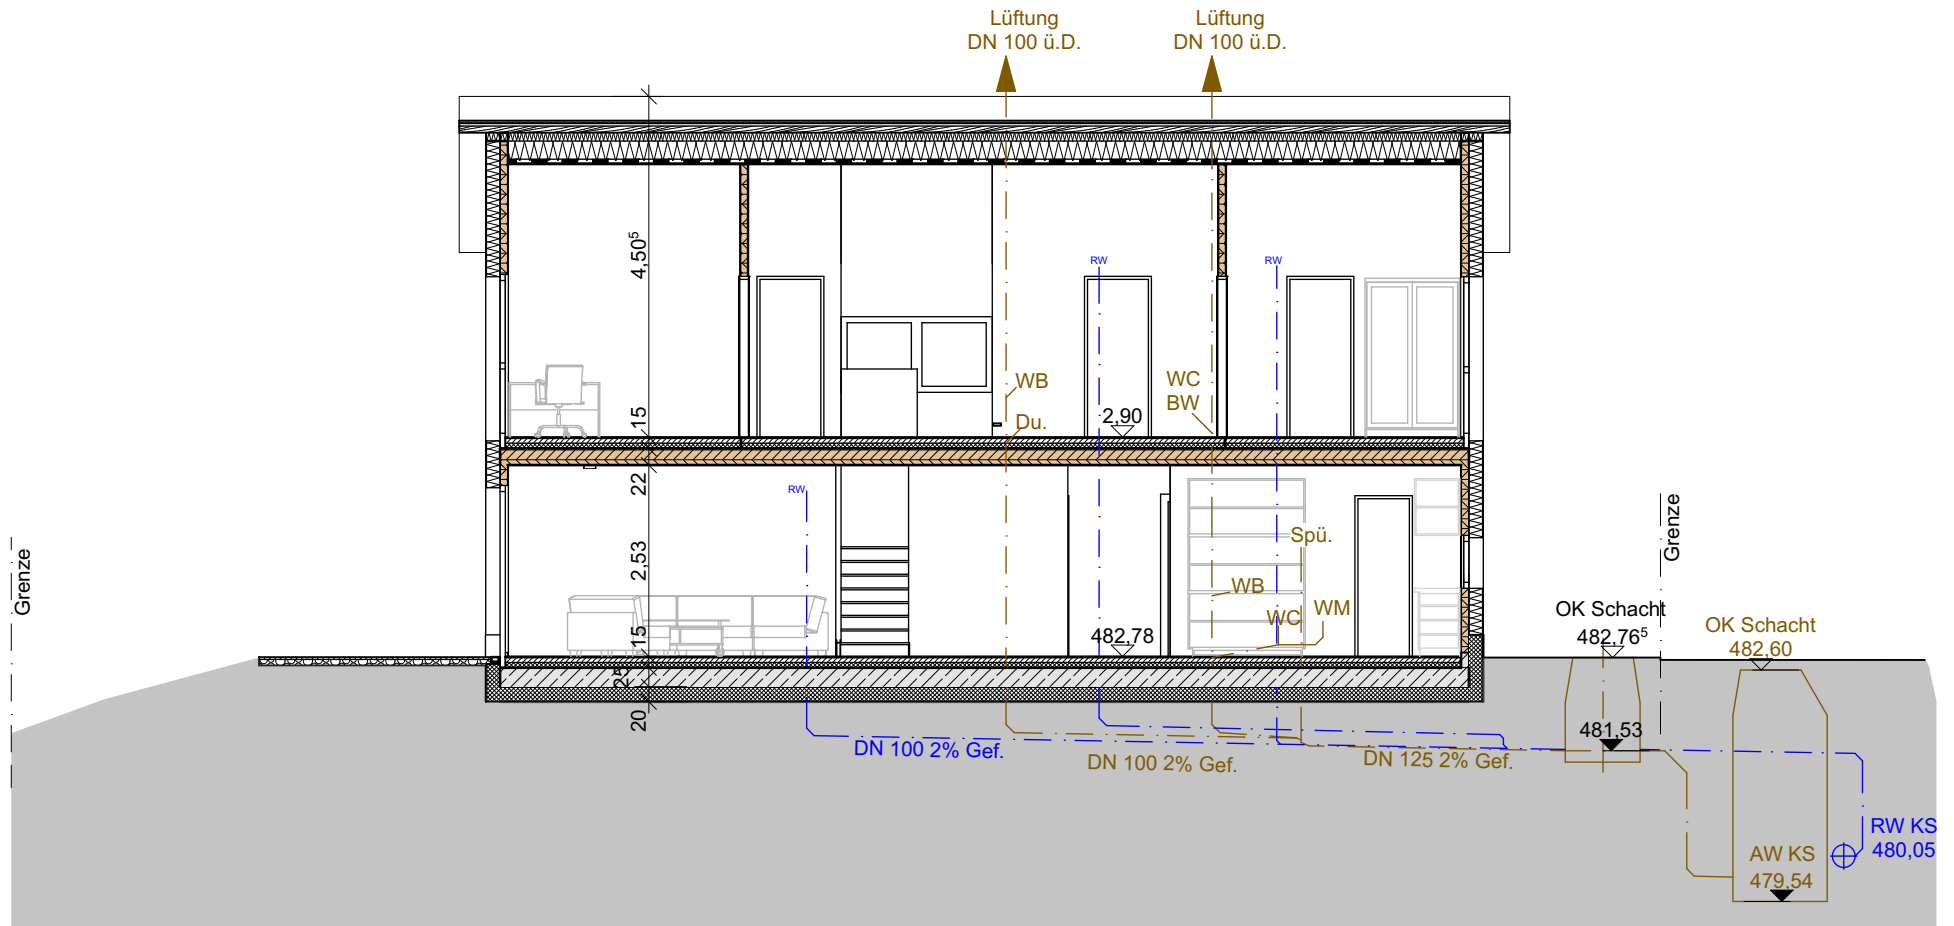 Lüftung
DN 100 ü.D.
Lüftung
DN 100 ü.D.
4,50⁵
RW
RW
WB
WC
BW
Du.
15
2,90
22
RW
2,53
Spü.
WB
WC
WM
15
482,78
25
20
Grenze
Grenze
OK Schacht
482,76⁵
OK Schacht
482,60
481,53
DN 100 2% Gef.
DN 100 2% Gef.
DN 125 2% Gef.
RW KS
480,05
AW KS
479,54